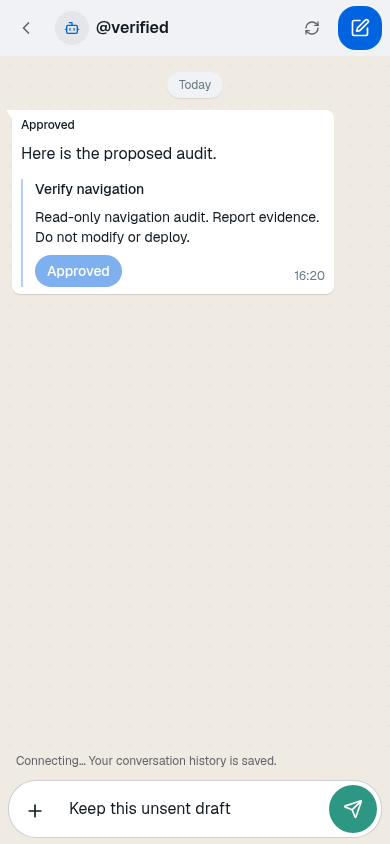 @verified
Today
Approved
Here is the proposed audit.
Verify navigation
Read-only navigation audit. Report evidence.
Do not modify or deploy.
Approved
16:20
Connecting… Your conversation history is saved.
Keep this unsent draft